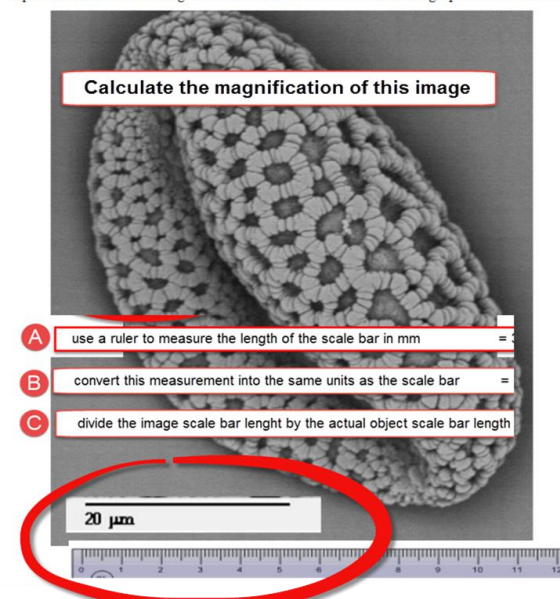 Calculate the magnification of this image
A use a ruler to measure the length of the scale bar in mm =
B convert this measurement into the same units as the scale bar =
C divide the image scale bar lenght by the actual object scale bar length
20 µm
0 1 2 3 4 5 6 8 9 10 11 12